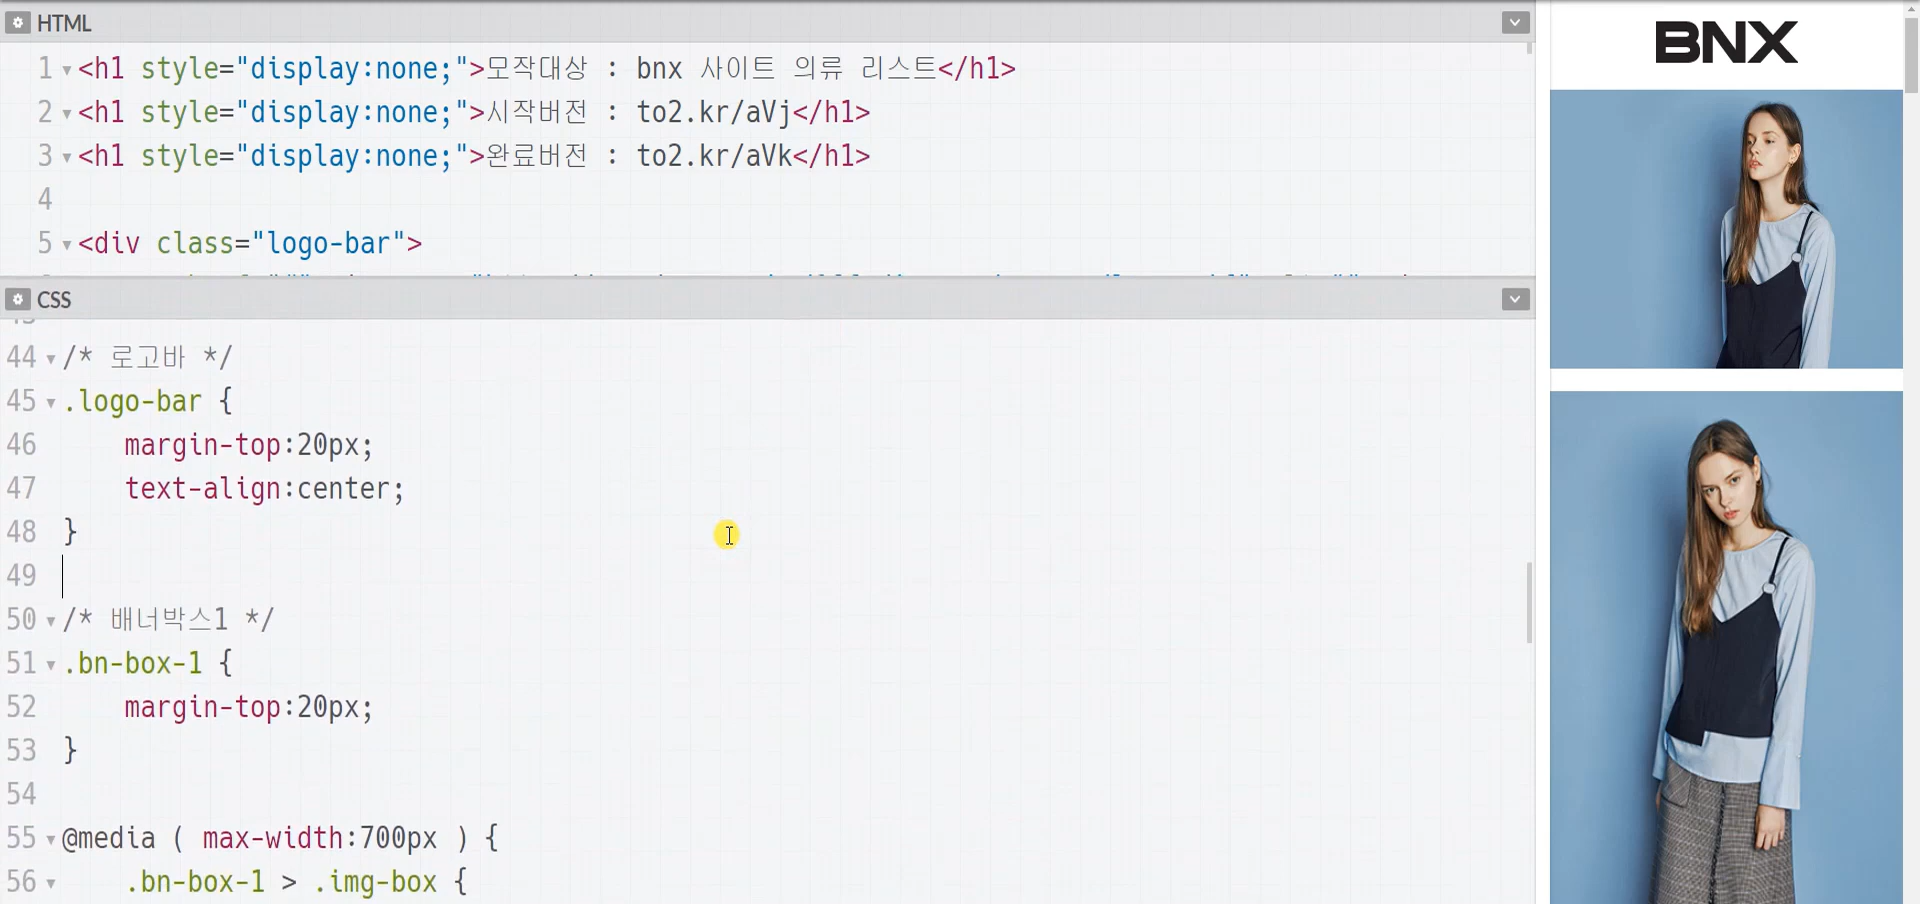 HTML
1 <h1 style="display:none;">모작대상 : bnx 사이트 의류 리스트</h1>
2 <h1 style="display:none;">시작버전 : to2.kr/aVj</h1>
3 <h1 style="display:none;">완료버전 : to2.kr/aVk</h1>
4
5 <div class="logo-bar">
CSS
44 /* 로고바 */
45 .logo-bar {
46 margin-top:20px;
47 text-align:center;
48 }
49
50 /* 배너박스1 */
51 .bn-box-1 {
52 margin-top:20px;
53 }
54
55 @media ( max-width:700px ) {
56 .bn-box-1 > .img-box {
BNX